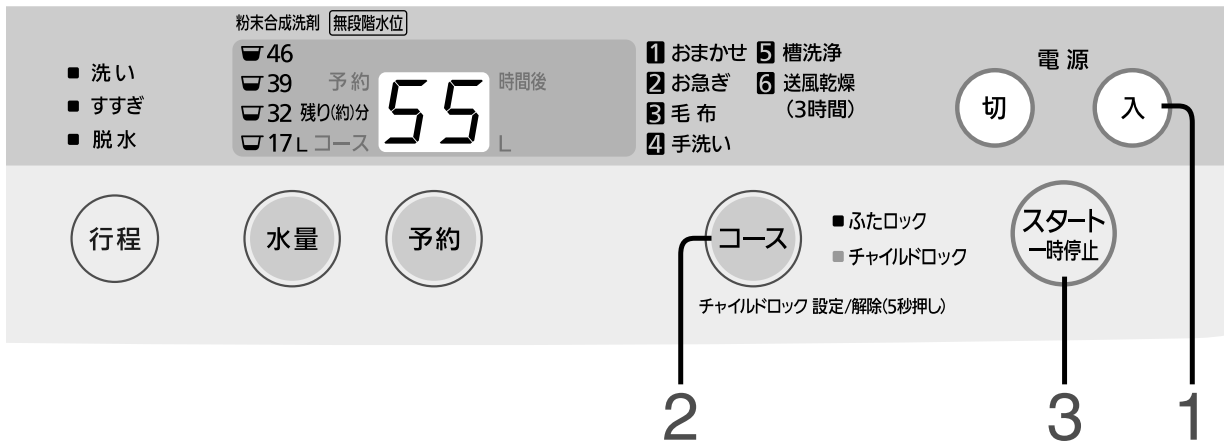 粉末合成洗剤 無段階水位
■ 洗い
■ すすぎ
■ 脱水
46
39 予約 時間後
32 残り(約)分
17L コース L
55
1 おまかせ 5 槽洗浄
2 お急ぎ 6 送風乾燥
3 毛布 (3時間)
4 手洗い
電源
切 入
行程 水量 予約 コース
■ ふたロック
■ チャイルドロック
スタート
一時停止
チャイルドロック 設定/解除(5秒押し)
2 3 1